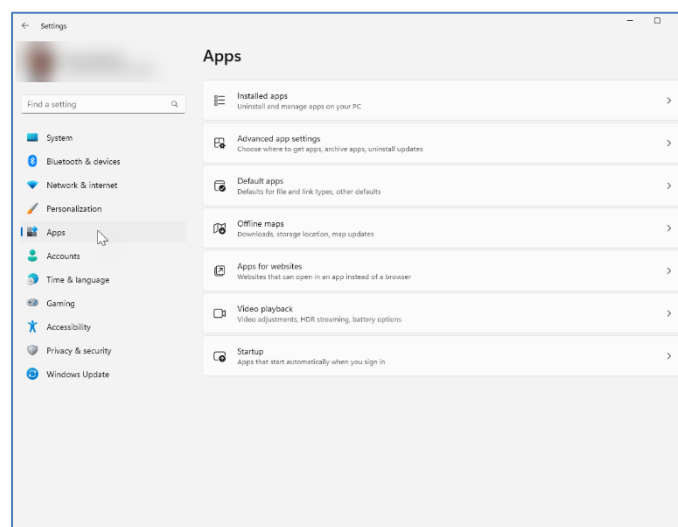 Settings
Apps
Find a setting
System
Bluetooth & devices
Network & internet
Personalization
Apps
Accounts
Time & language
Gaming
Accessibility
Privacy & security
Windows Update
Installed apps
Uninstall and manage apps on your PC
Advanced app settings
Choose where to get apps, archive apps, uninstall updates
Default apps
Defaults for file and link types, other defaults
Offline maps
Downloads, storage location, map updates
Apps for websites
Websites that can open in an app instead of a browser
Video playback
Video adjustments, HDR streaming, battery options
Startup
Apps that start automatically when you sign in